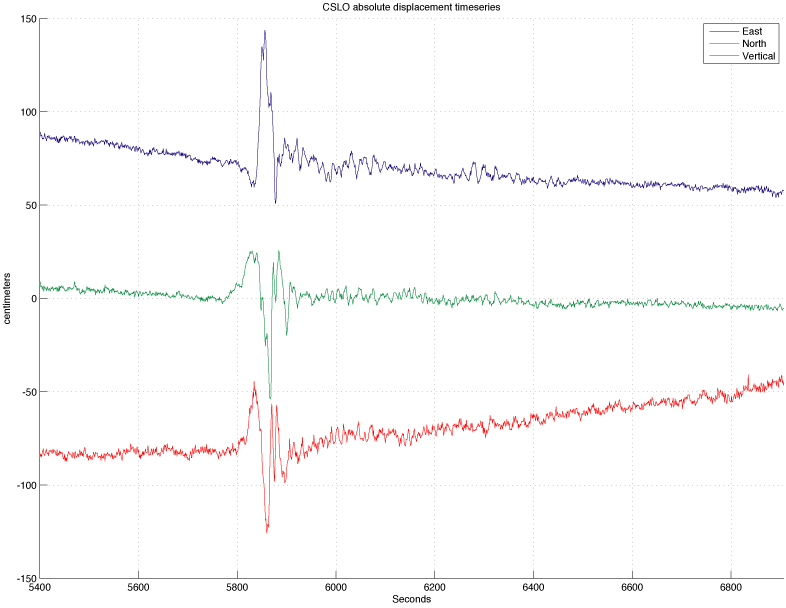 CSLO absolute displacement timeseries
150
East
North
Vertical
100
50
centimeters
0
-50
-100
-150
5400 5600 5800 6000 6200 6400 6600 6800
Seconds